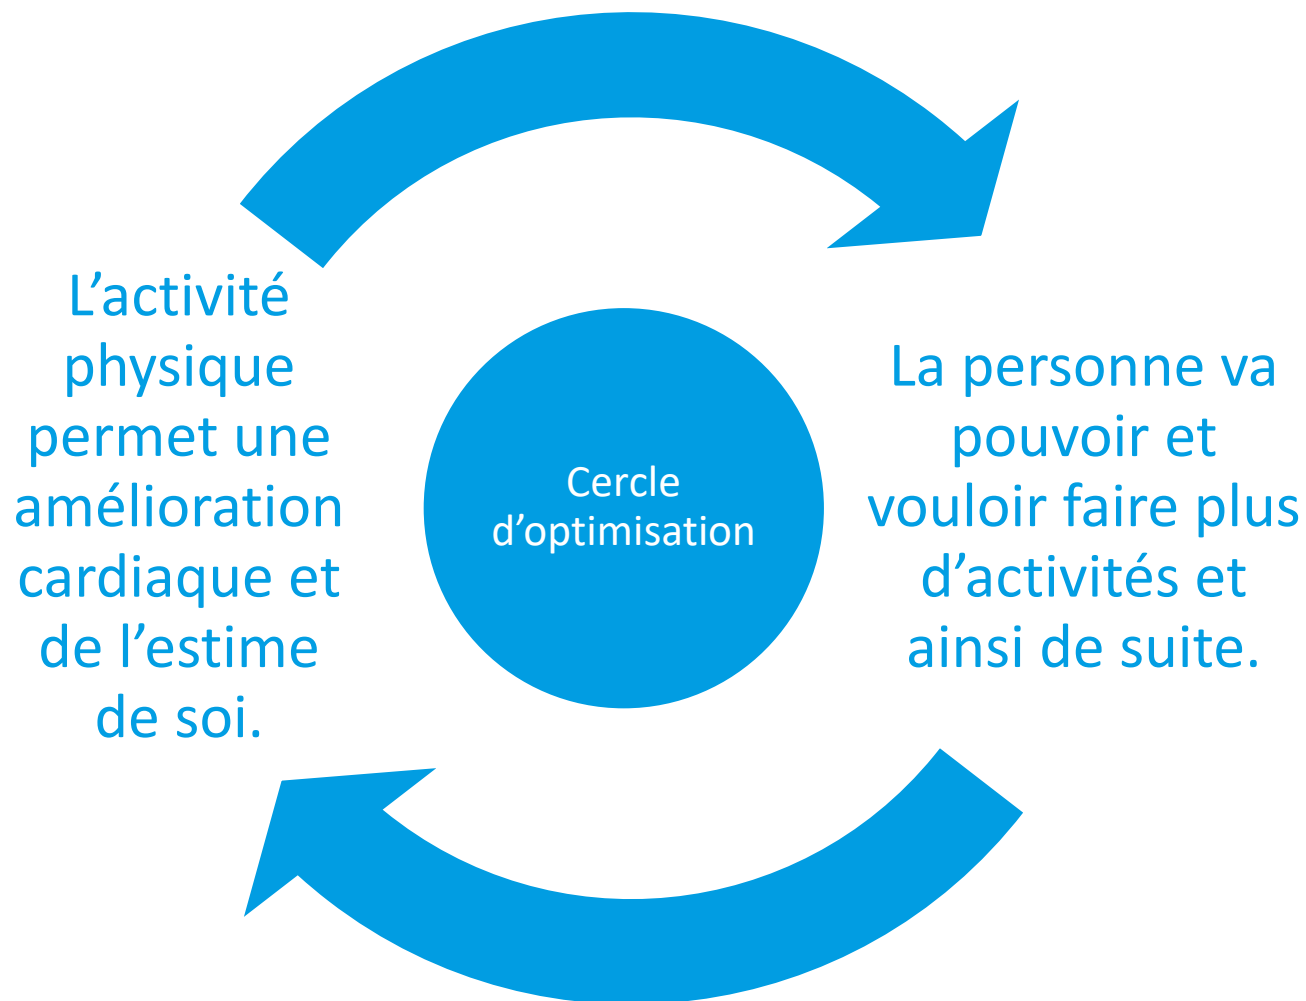 L’activité
physique
permet une
amélioration
cardiaque et
de l’estime
de soi.
Cercle
d’optimisation
La personne va
pouvoir et
vouloir faire plus
d’activités et
ainsi de suite.